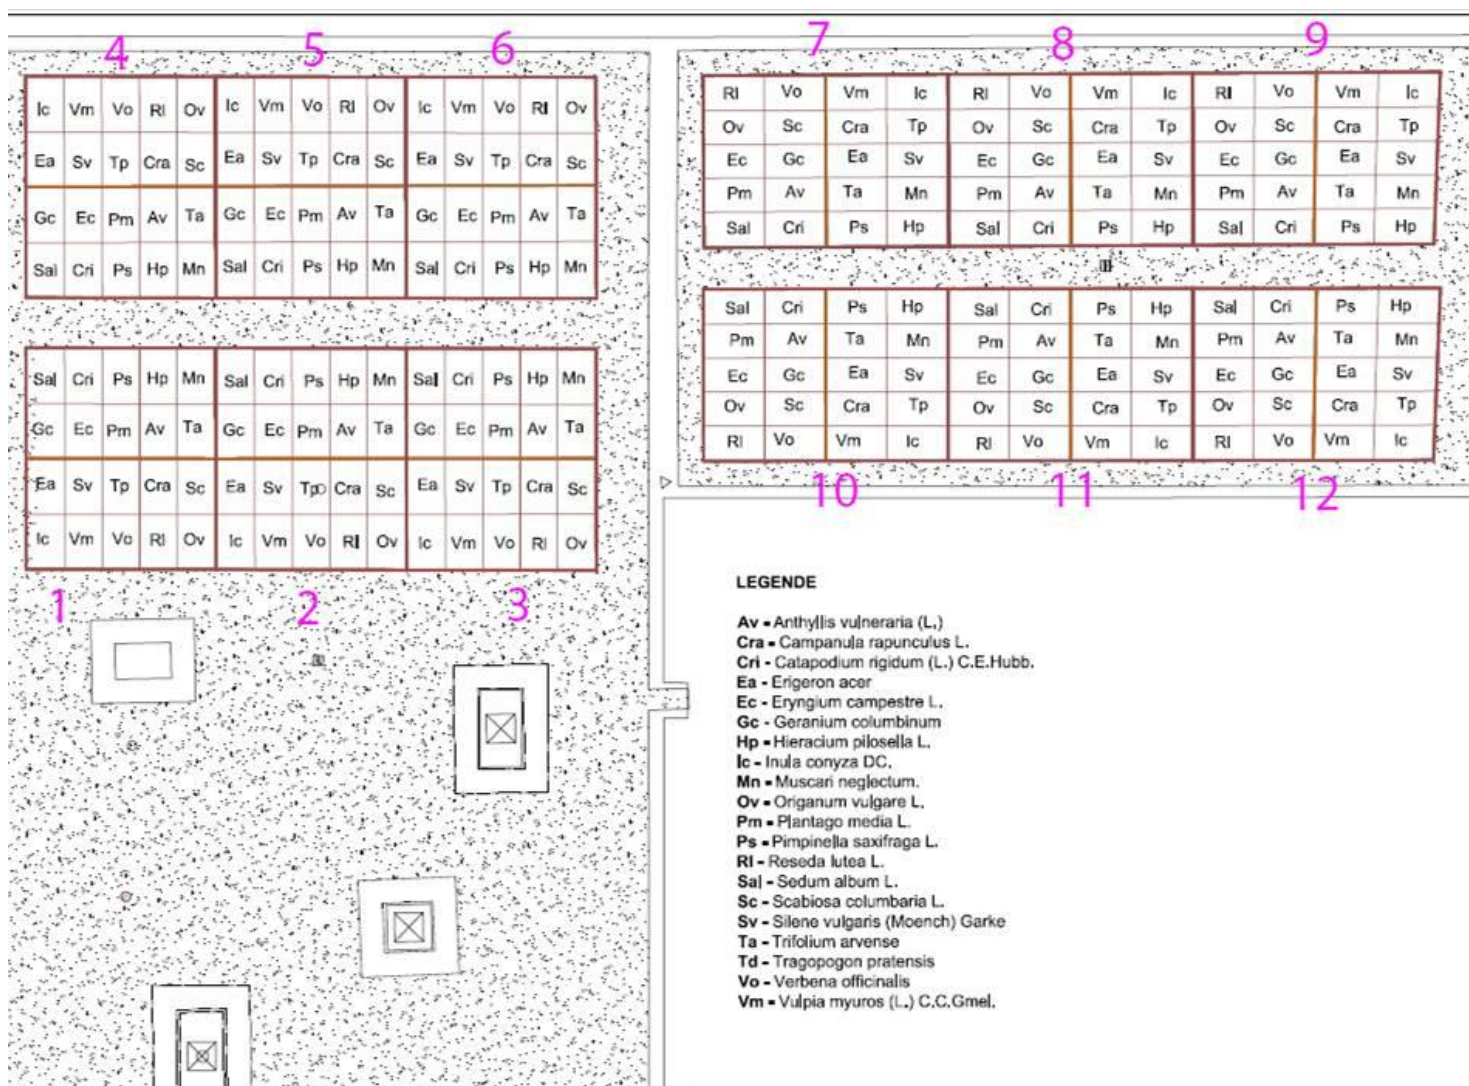 4 5 6
Ic Vm Vo Rl Ov Ic Vm Vo Rl Ov Ic Vm Vo Rl Ov
Ea Sv Tp Cra Sc Ea Sv Tp Cra Sc Ea Sv Tp Cra Sc
Gc Ec Pm Av Ta Gc Ec Pm Av Ta Gc Ec Pm Av Ta
Sal Cri Ps Hp Mn Sal Cri Ps Hp Mn Sal Cri Ps Hp Mn
Sal Cri Ps Hp Mn Sal Cri Ps Hp Mn Sal Cri Ps Hp Mn
Gc Ec Pm Av Ta Gc Ec Pm Av Ta Gc Ec Pm Av Ta
Ea Sv Tp Cra Sc Ea Sv Tp Cra Sc Ea Sv Tp Cra Sc
Ic Vm Vo Rl Ov Ic Vm Vo Rl Ov Ic Vm Vo Rl Ov
1 2 3
7 8 9
Rl Vo Vm Ic Rl Vo Vm Ic Rl Vo Vm Ic
Ov Sc Cra Tp Ov Sc Cra Tp Ov Sc Cra Tp
Ec Gc Ea Sv Ec Gc Ea Sv Ec Gc Ea Sv
Pm Av Ta Mn Pm Av Ta Mn Pm Av Ta Mn
Sal Cri Ps Hp Sal Cri Ps Hp Sal Cri Ps Hp
Sal Cri Ps Hp Sal Cri Ps Hp Sal Cri Ps Hp
Pm Av Ta Mn Pm Av Ta Mn Pm Av Ta Mn
Ec Gc Ea Sv Ec Gc Ea Sv Ec Gc Ea Sv
Ov Sc Cra Tp Ov Sc Cra Tp Ov Sc Cra Tp
Rl Vo Vm Ic Rl Vo Vm Ic Rl Vo Vm Ic
10 11 12
LEGENDE
Av - Anthyllis vulneraria (L.)
Cra - Campanula rapunculus L.
Cri - Catapodium rigidum (L.) C.E.Hubb.
Ea - Erigeron acer
Ec - Eryngium campestre L.
Gc - Geranium columbinum
Hp - Hieracium pilosella L.
Ic - Inula conyza DC.
Mn - Muscari neglectum.
Ov - Origanum vulgare L.
Pm - Plantago media L.
Ps - Pimpinella saxifraga L.
Rl - Reseda lutea L.
Sal - Sedum album L.
Sc - Scabiosa columbaria L.
Sv - Silene vulgaris (Moench) Garke
Ta - Trifolium arvense
Td - Tragopogon pratensis
Vo - Verbena officinalis
Vm - Vulpia myuros (L.) C.C.Gmel.